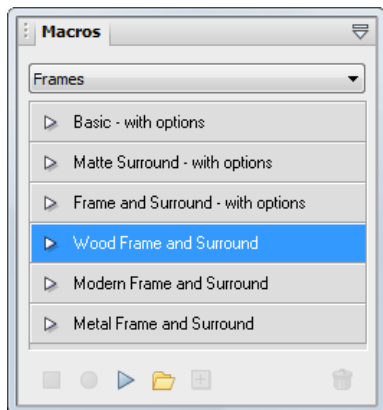 Macros
Frames
Basic - with options
Matte Surround - with options
Frame and Surround - with options
Wood Frame and Surround
Modern Frame and Surround
Metal Frame and Surround